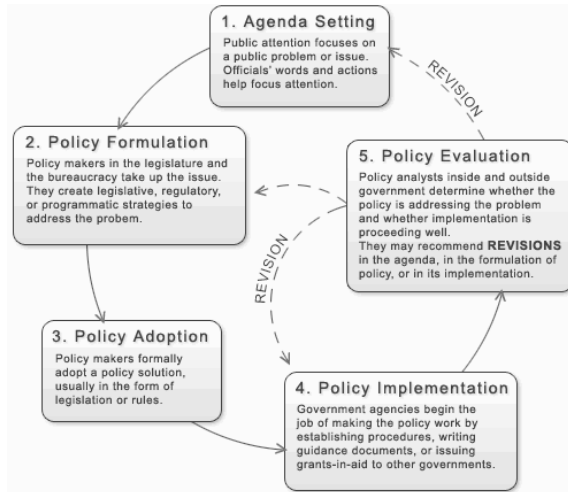 1. Agenda Setting
Public attention focuses on
a public problem or issue.
Officials' words and actions
help focus attention.
REVISION
2. Policy Formulation
Policy makers in the legislature and
the bureaucracy take up the issue.
They create legislative, regulatory,
or programmatic strategies to
address the probem.
5. Policy Evaluation
Policy analysts inside and outside
government determine whether the
policy is addressing the problem
and whether implementation is
proceeding well.
They may recommend REVISIONS
in the agenda, in the formulation of
policy, or in its implementation.
REVISION
3. Policy Adoption
Policy makers formally
adopt a policy solution,
usually in the form of
legislation or rules.
4. Policy Implementation
Government agencies begin the
job of making the policy work by
establishing procedures, writing
guidance documents, or issuing
grants-in-aid to other governments.